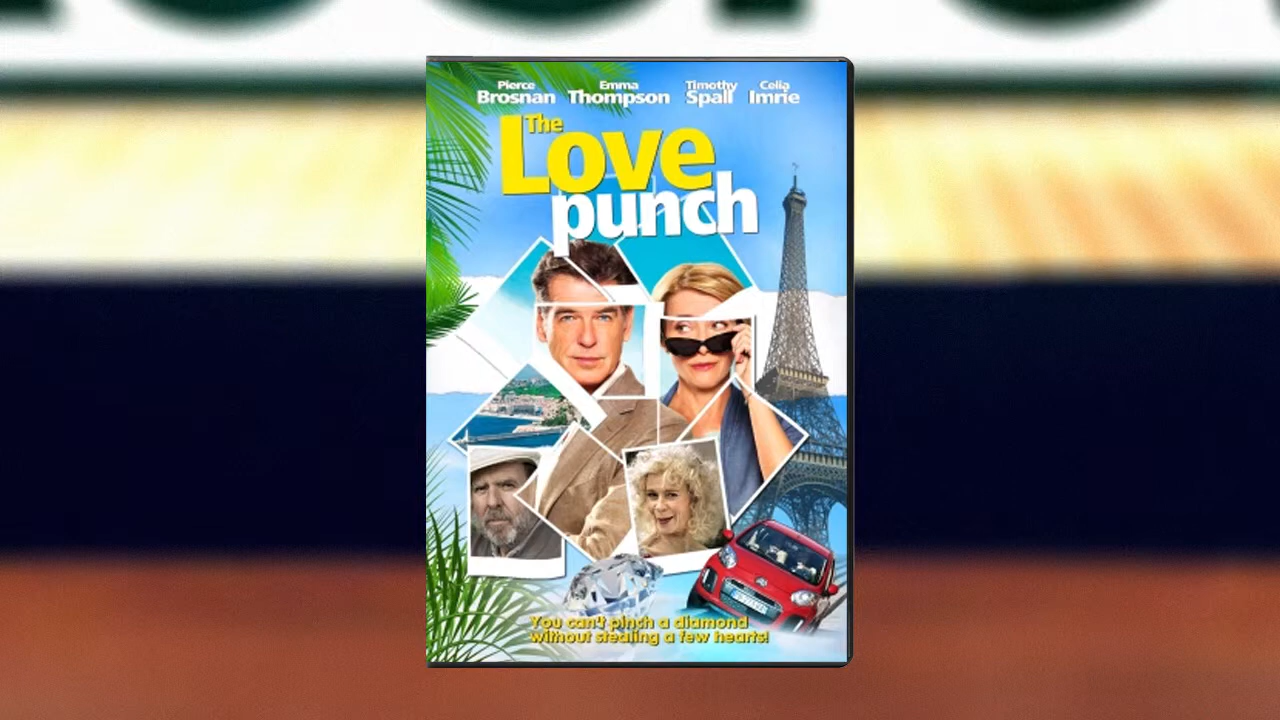 Pierce Emma Timothy Celia
Brosnan Thompson Spall Imrie
The
Love
punch
You can't pinch a diamond
without stealing a few hearts!